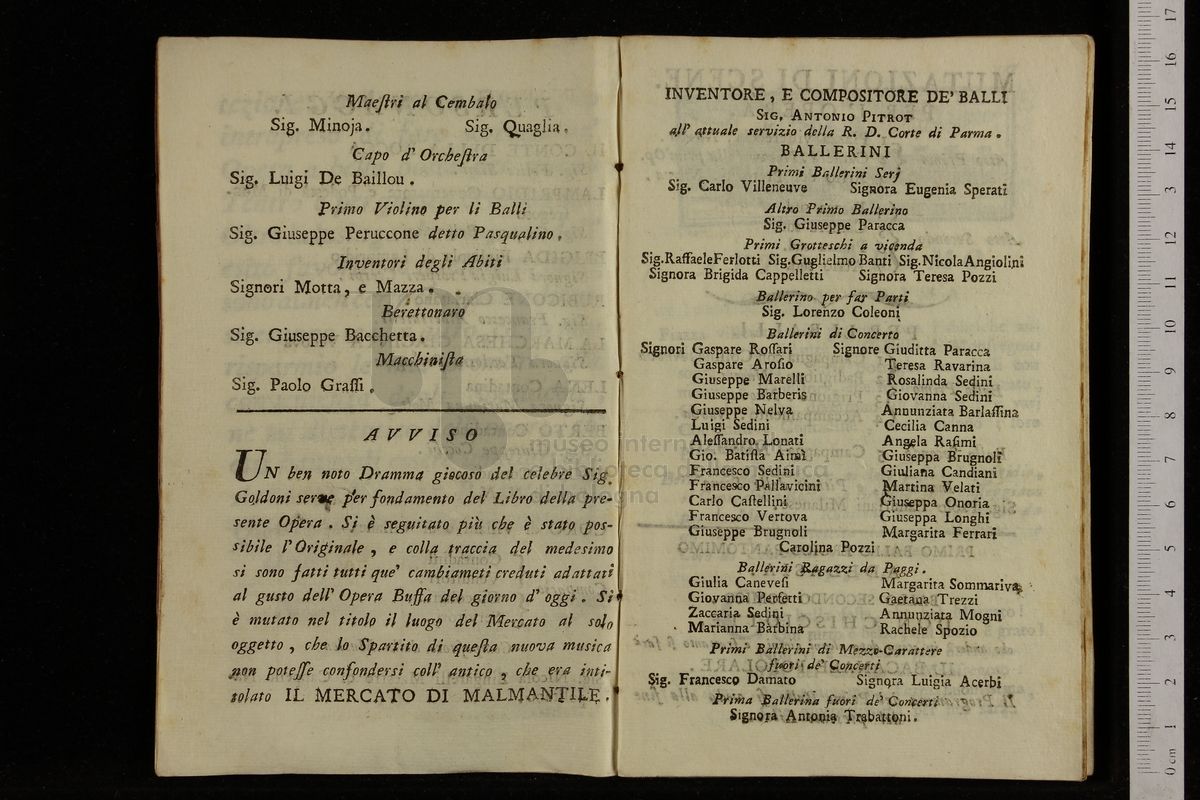 Maeſtri al Cembalo
Sig. Minoja. Sig. Quaglia.
Capo d' Orcheſtra
Sig. Luigi De Baillou.
Primo Violino per li Balli
Sig. Giuseppe Peruccone detto Pasqualino.
Inventori degli Abiti
Signori Motta, e Mazza.
Berettonaro
Sig. Giuseppe Bacchetta.
Macchiniſta
Sig. Paolo Graſſi.
AVVISO
UN ben noto Dramma giocoso del celebre Sig.
Goldoni serve per fondamento del Libro della pre-
sente Opera. Si è seguitato più che è stato pos-
sibile l'Originale, e colla traccia del medesimo
si sono fatti tutti que' cambiameti creduti adattati
al gusto dell' Opera Buffa del giorno d' oggi. Si
è mutato nel titolo il luogo del Mercato al solo
oggetto, che lo Spartito di queſta nuova musica
non poteſſe confondersi coll' antico, che era inti-
tolato IL MERCATO DI MALMANTILE.
INVENTORE, E COMPOSITORE DE' BALLI
SIG. ANTONIO PITROT
all' attuale servizio della R. D. Corte di Parma.
BALLERINI
Primi Ballerini Serj
Sig. Carlo Villeneuve Signora Eugenia Sperati
Altro Primo Ballerino
Sig. Giuseppe Paracca
Primi Grotteschi a vicenda
Sig. Raffaele Ferlotti Sig. Guglielmo Banti Sig. Nicola Angiolini
Signora Brigida Cappelletti Signora Teresa Pozzi
Ballerino per far Parti
Sig. Lorenzo Coleoni
Ballerini di Concerto
Signori Gaspare Roſſari Signore Giuditta Paracca
Gaspare Aroſio Teresa Ravarina
Giuseppe Marelli Rosalinda Sedini
Giuseppe Barberis Giovanna Sedini
Giuseppe Nelva Annunziata Barlaſſina
Luigi Sedini Cecilia Canna
Aleſſandro Lonati Angela Raſimi
Gio. Batiſta Aimì Giuseppa Brugnoli
Francesco Sedini Giuliana Candiani
Francesco Pallavicini Martina Velati
Carlo Caſtellini Giuseppa Onoria
Francesco Vertova Giuseppa Longhi
Giuseppe Brugnoli Margarita Ferrari
Carolina Pozzi
Ballerini Ragazzi da Paggi.
Giulia Caneveſi Margarita Sommariva
Giovanna Perfetti Gaetana Trezzi
Zaccaria Sedini Annunziata Mogni
Marianna Barbina Rachele Spozio
Primi Ballerini di Mezzo-Carattere
fuori de' Concerti
Sig. Francesco Damato Signora Luigia Acerbi
Prima Ballerina fuori de' Concerti
Signora Antonia Trabattoni.